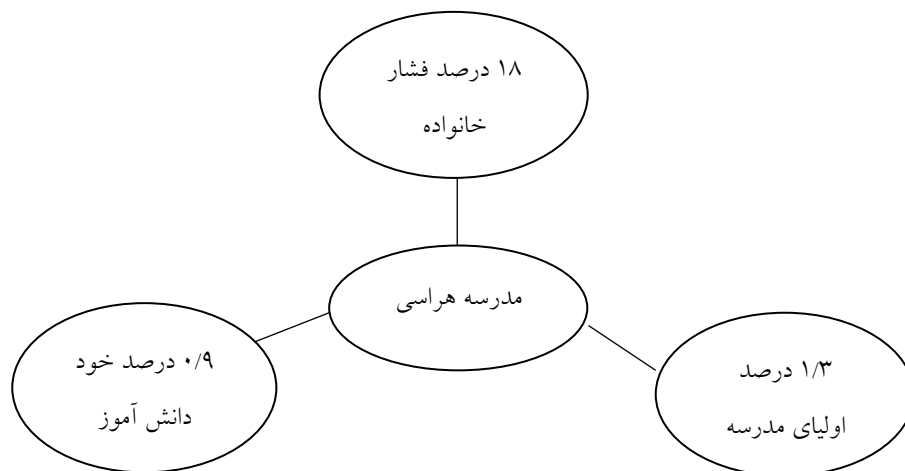 ۱۸ درصد فشار
خانواده
مدرسه هراسی
۱/۳ درصد
اولیای مدرسه
۰/۹ درصد خود
دانش آموز